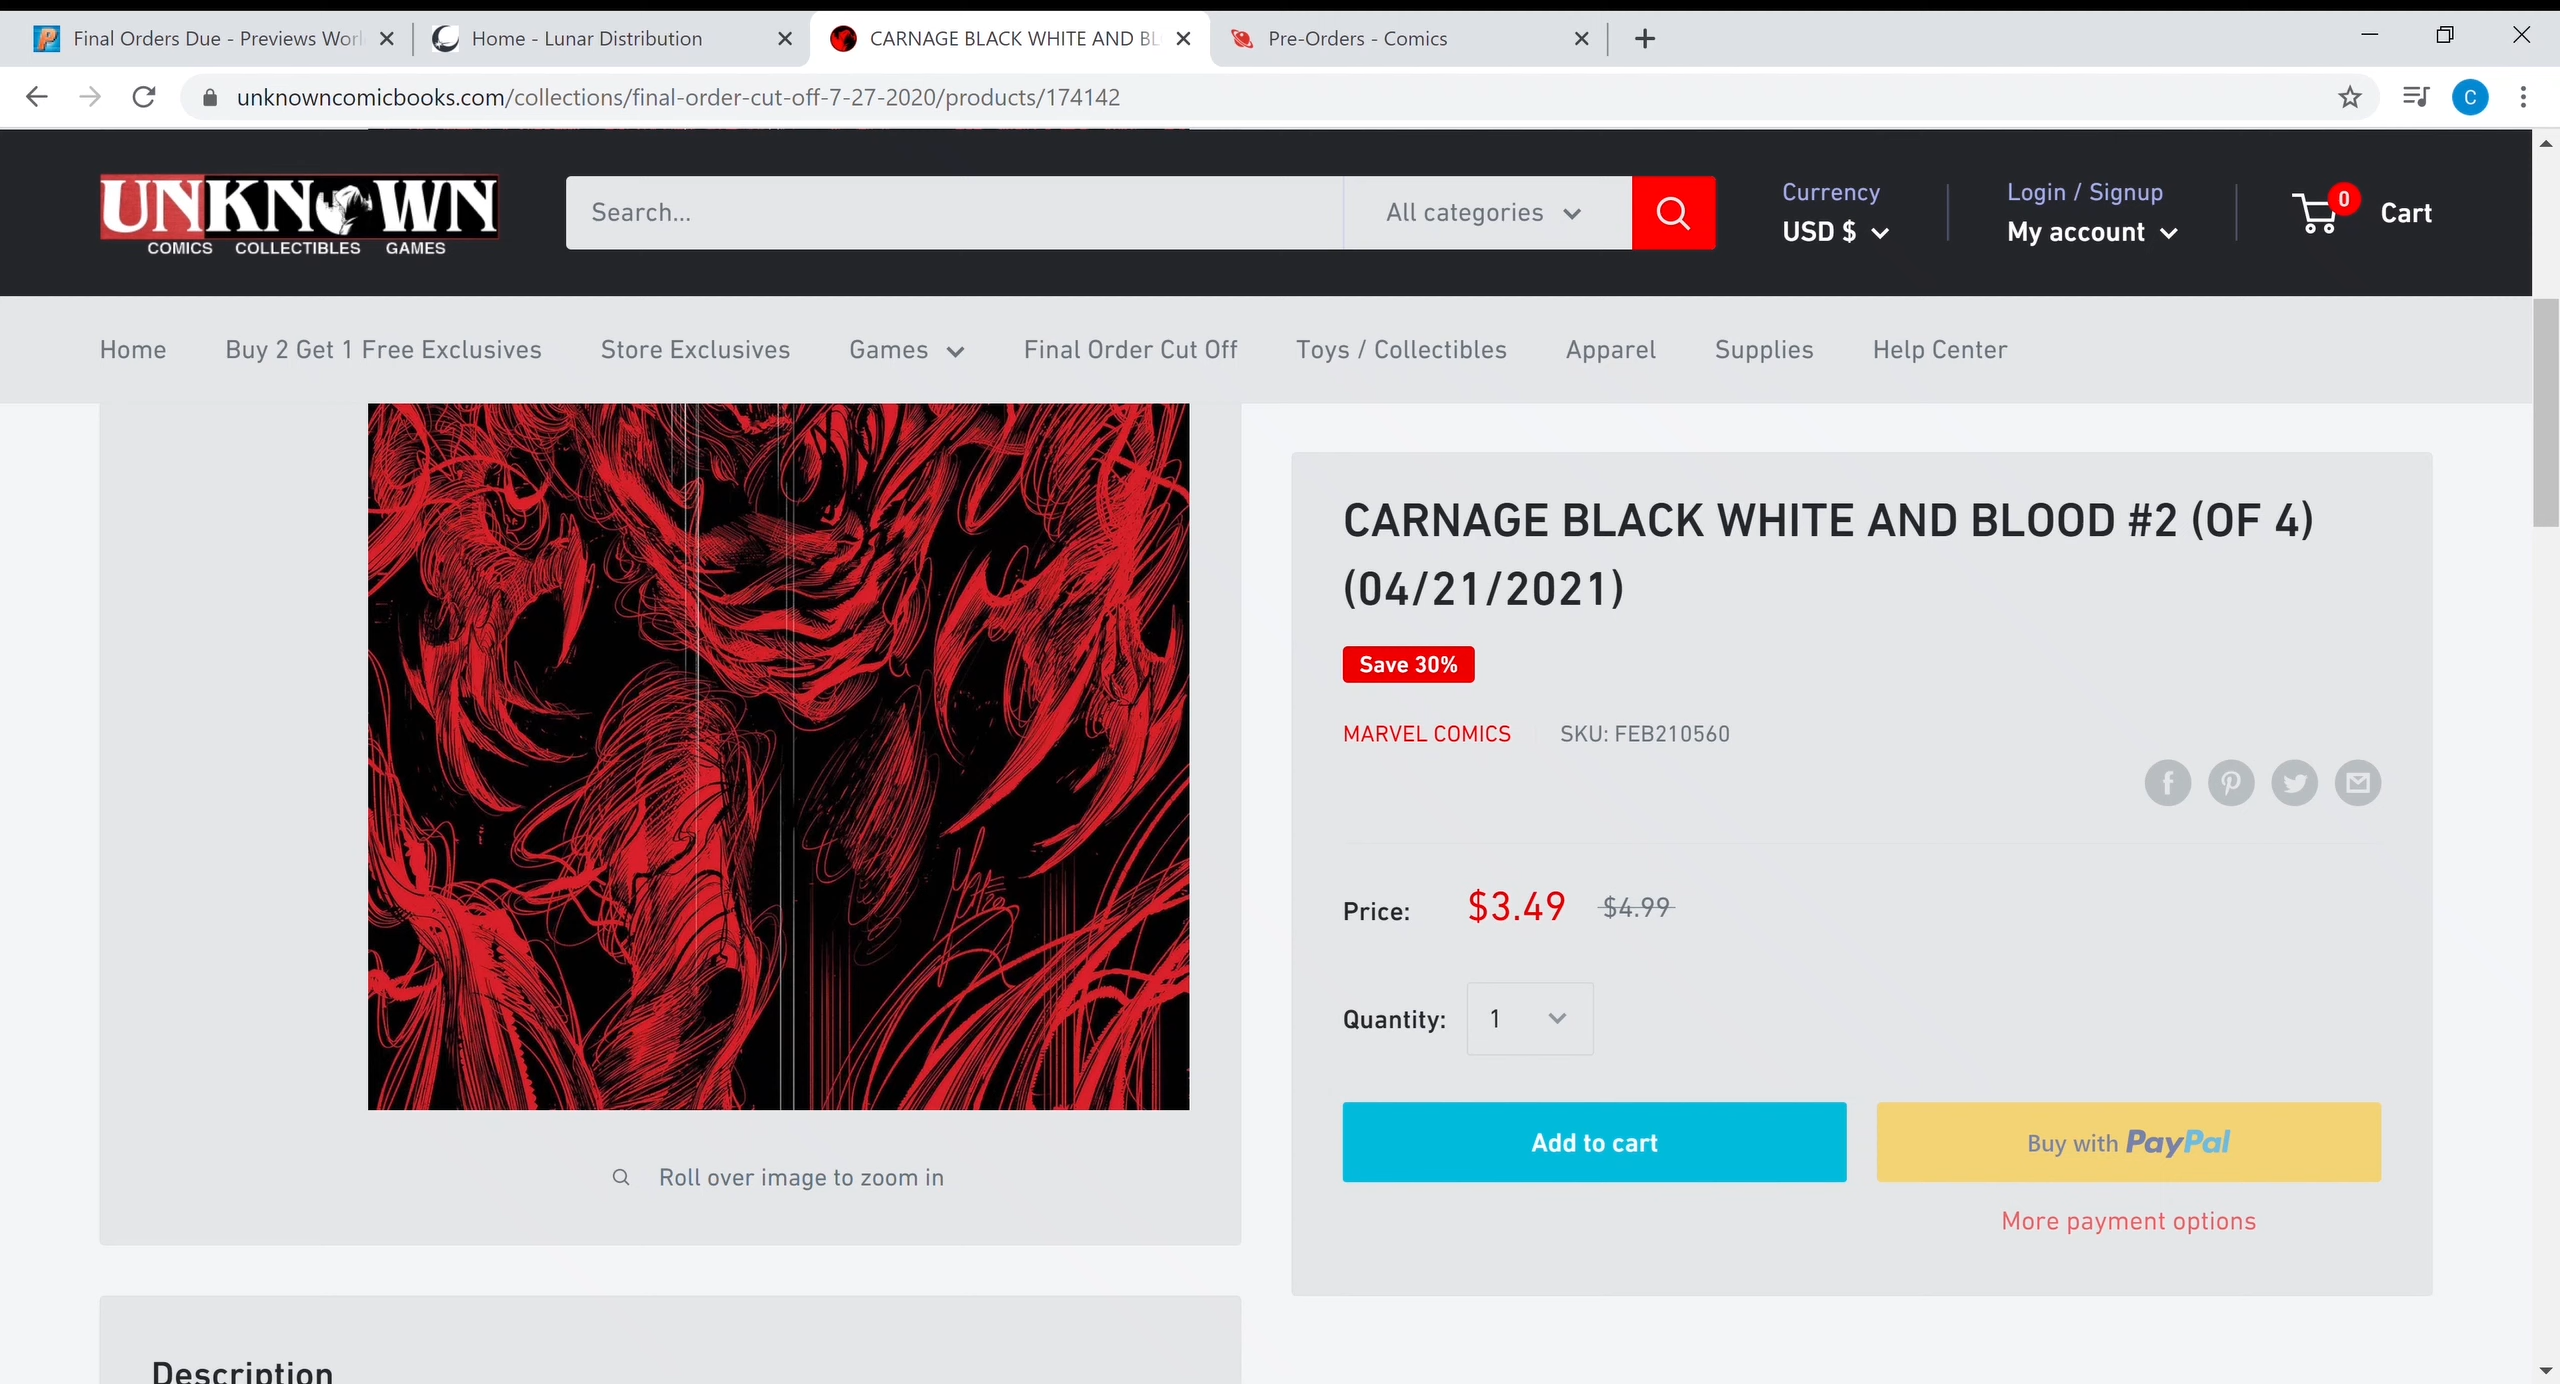 Final Orders Due - Previews Worl
Home - Lunar Distribution
CARNAGE BLACK WHITE AND BL
Pre-Orders - Comics
unknowncomicbooks.com/collections/final-order-cut-off-7-27-2020/products/174142
C
UNKNOWN
COMICS COLLECTIBLES GAMES
Search...
All categories
Currency
USD $
Login / Signup
My account
0
Cart
Home
Buy 2 Get 1 Free Exclusives
Store Exclusives
Games
Final Order Cut Off
Toys / Collectibles
Apparel
Supplies
Help Center
CARNAGE BLACK WHITE AND BLOOD #2 (OF 4)
(04/21/2021)
Save 30%
MARVEL COMICS
SKU: FEB210560
Price: $3.49 $4.99
Quantity: 1
Add to cart
Buy with PayPal
More payment options
Roll over image to zoom in
Description